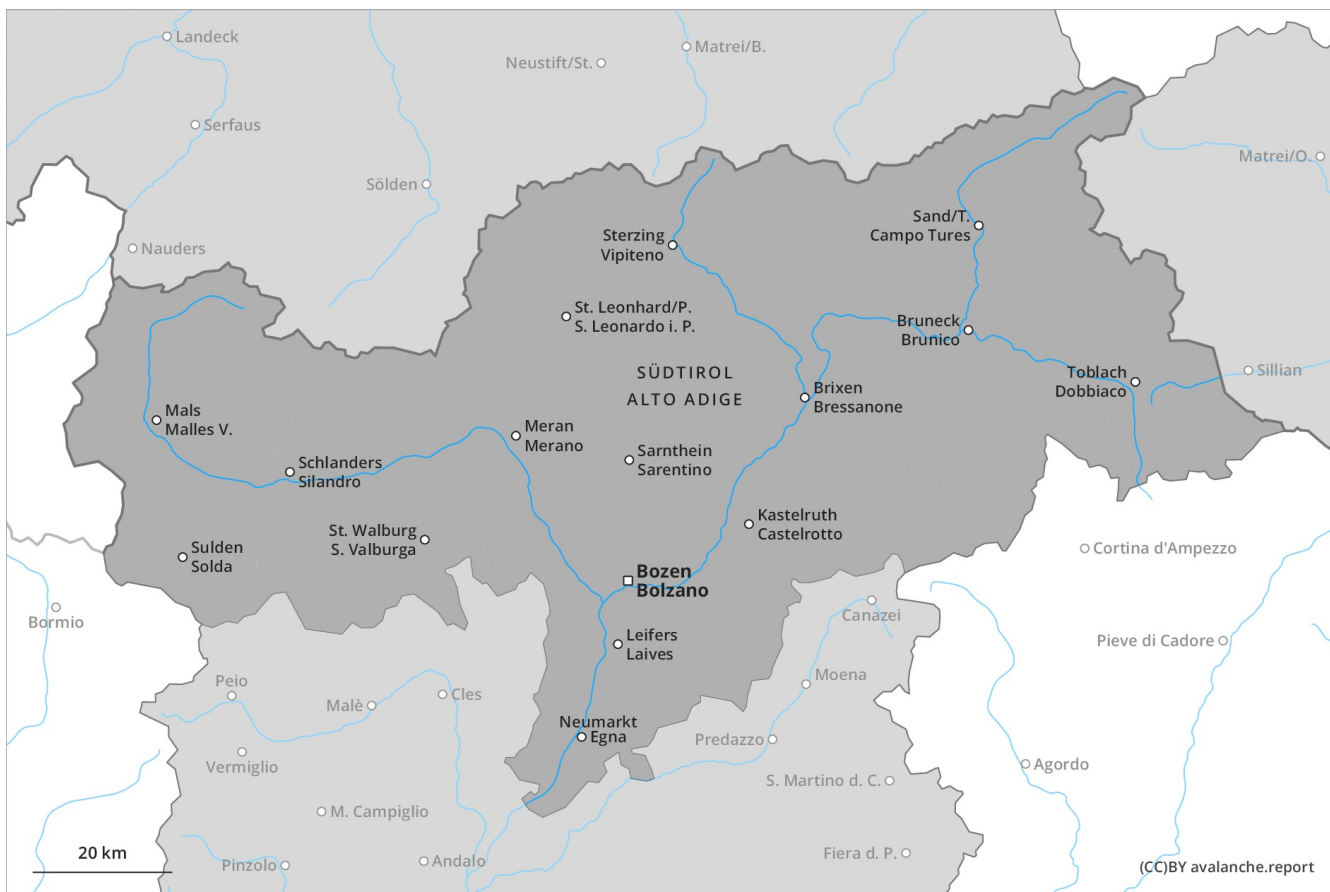 Landeck
Matrei/B.
Neustift/St.
Serfaus
Matrei/O.
Sölden
Sand/T.
Campo Tures
Sterzing
Vipiteno
Nauders
St. Leonhard/P.
S. Leonardo i. P.
Bruneck
Brunico
SÜDTIROL
ALTO ADIGE
Toblach
Dobbiaco
Sillian
Brixen
Bressanone
Mals
Malles V.
Meran
Merano
Sarnthein
Sarentino
Schlanders
Silandro
Kastelruth
Castelrotto
St. Walburg
S. Valburga
Sulden
Solda
Cortina d'Ampezzo
Bozen
Bolzano
Bormio
Canazei
Leifers
Laives
Pieve di Cadore
Moena
Peio
Cles
Malè
Neumarkt
Egna
Predazzo
Vermiglio
Agordo
S. Martino d. C.
M. Campiglio
20 km
Andalo
Fiera d. P.
Pinzolo
(CC)BY avalanche.report